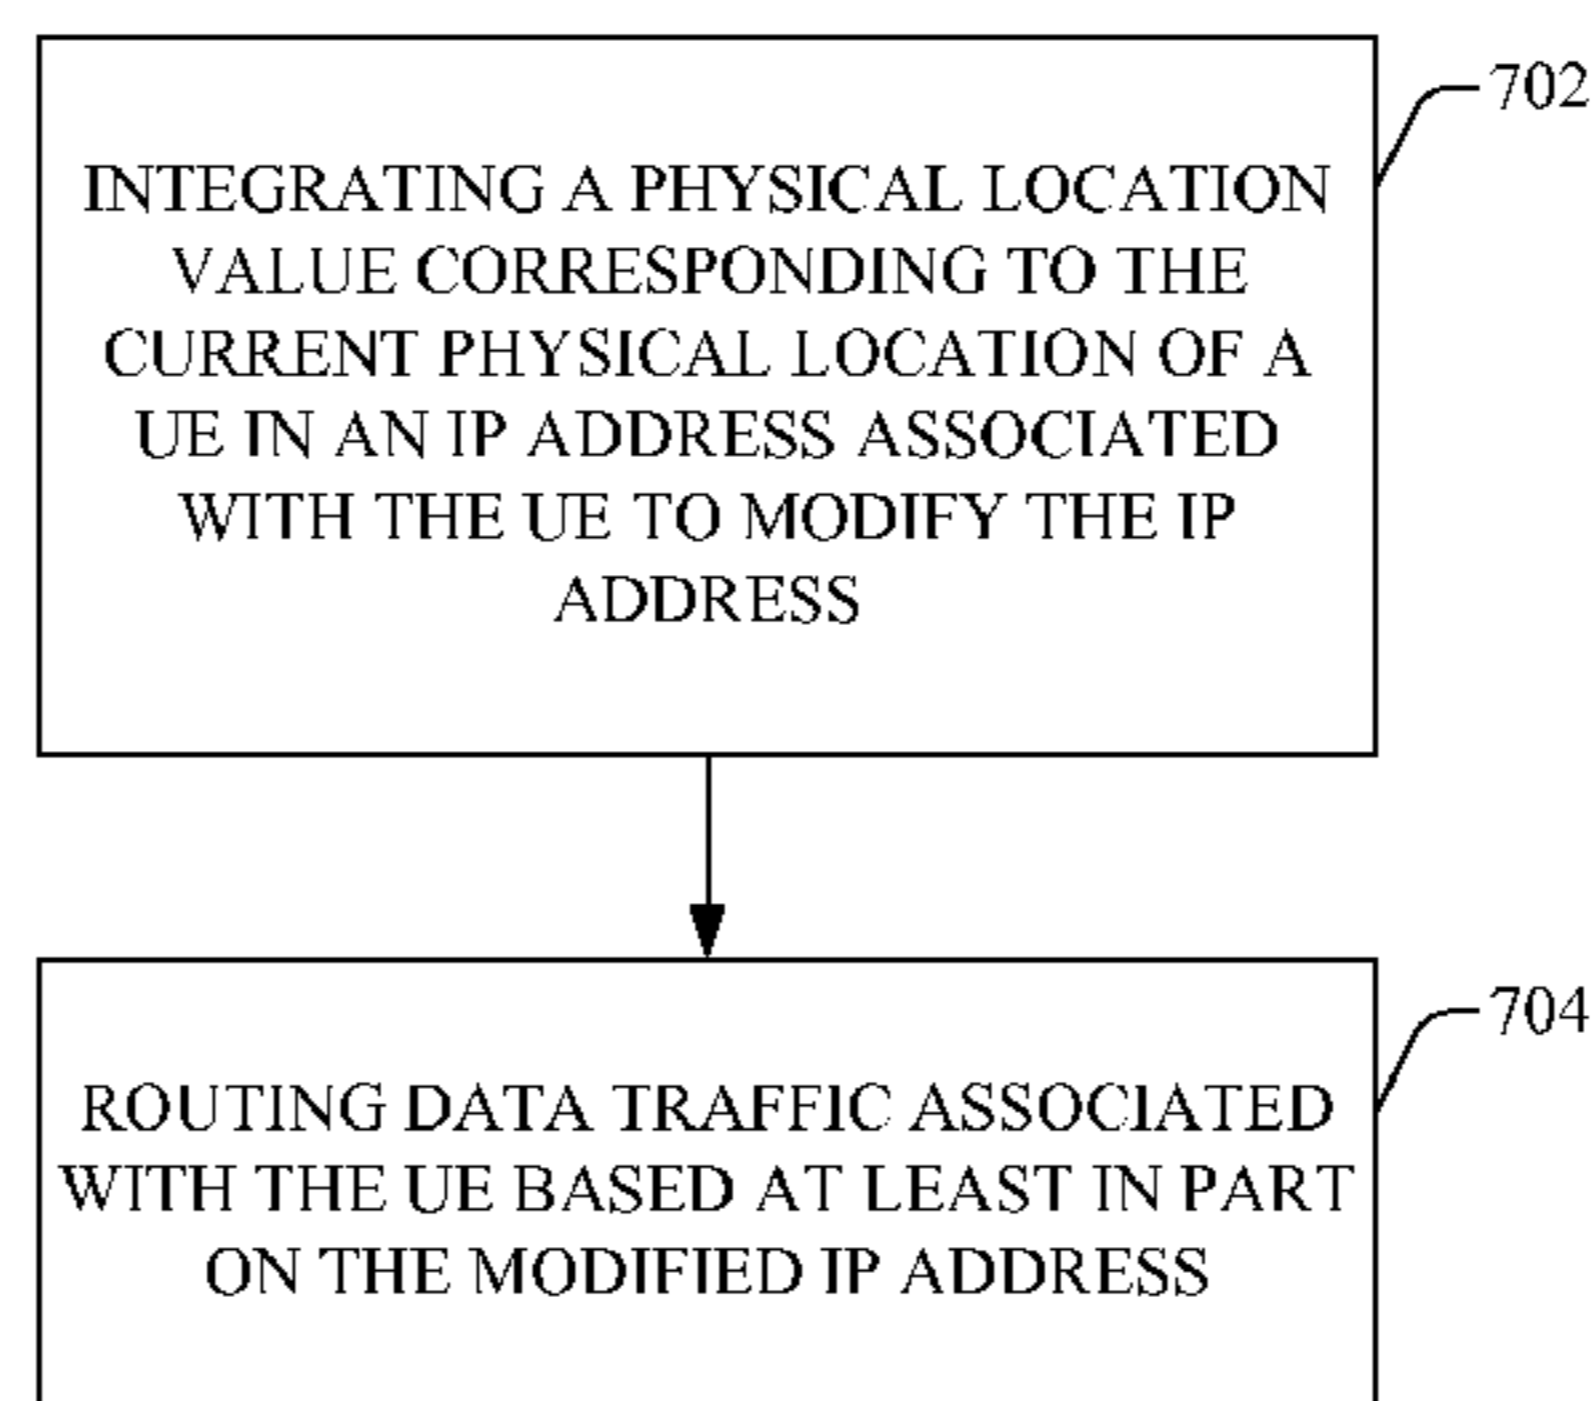 702
INTEGRATING A PHYSICAL LOCATION
VALUE CORRESPONDING TO THE
CURRENT PHYSICAL LOCATION OF A
UE IN AN IP ADDRESS ASSOCIATED
WITH THE UE TO MODIFY THE IP
ADDRESS
704
ROUTING DATA TRAFFIC ASSOCIATED
WITH THE UE BASED AT LEAST IN PART
ON THE MODIFIED IP ADDRESS